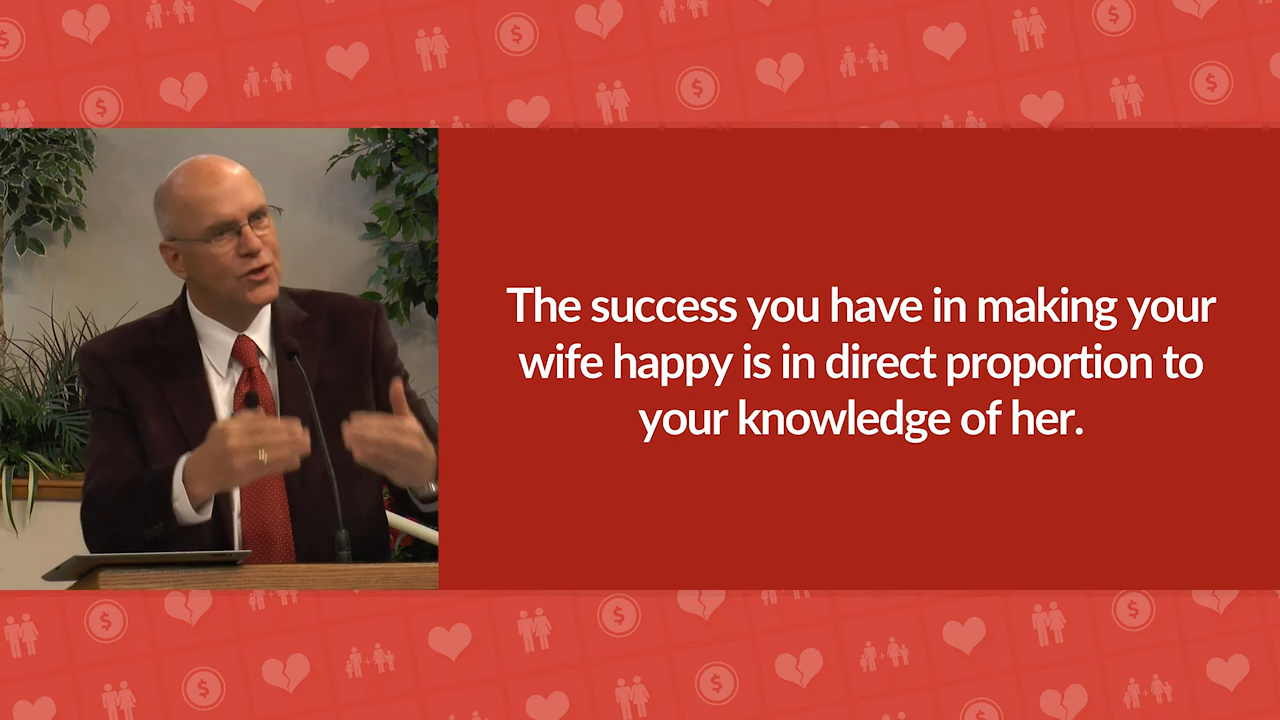 The success you have in making your
wife happy is in direct proportion to
your knowledge of her.